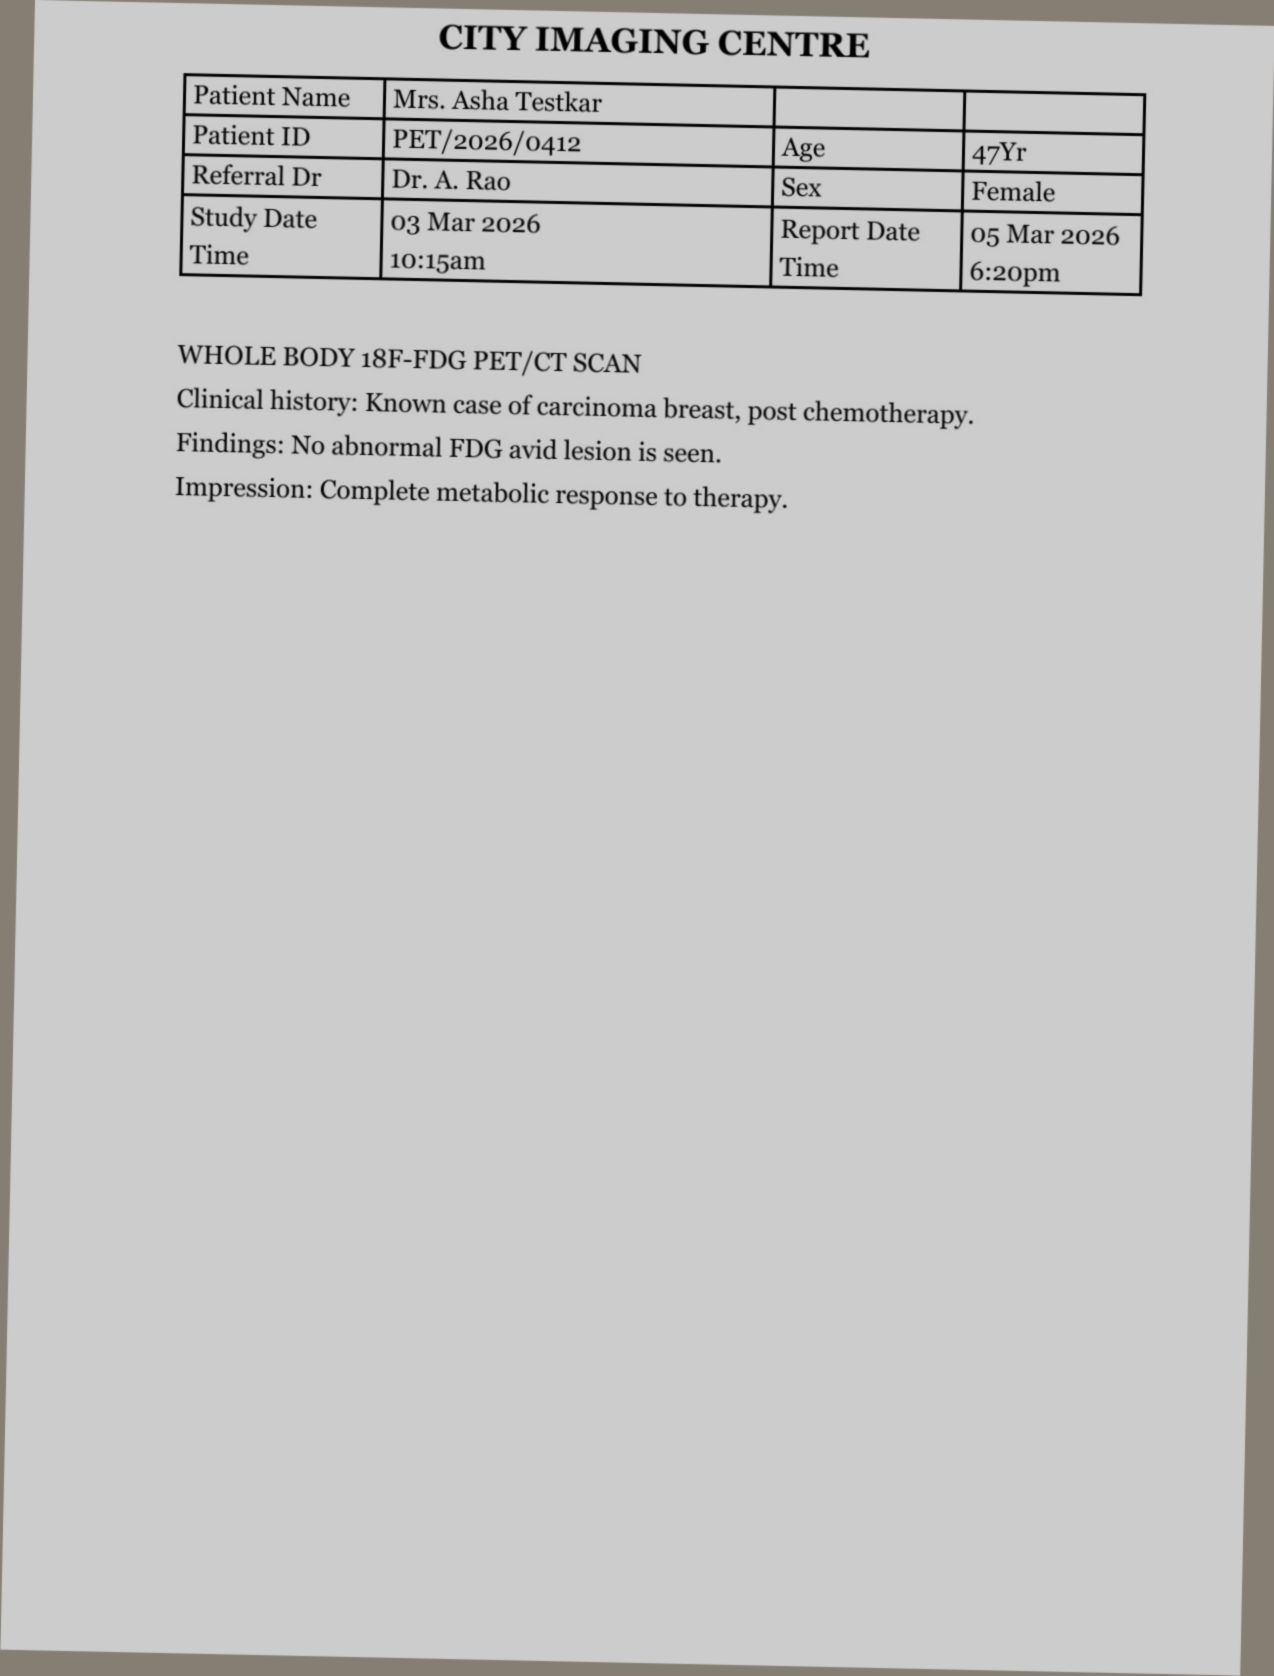 CITY IMAGING CENTRE
Patient Name Mrs. Asha Testkar
Patient ID PET/2026/0412 Age 47Yr
Referral Dr Dr. A. Rao Sex Female
Study Date 03 Mar 2026 Report Date 05 Mar 2026
Time 10:15am Time 6:20pm
WHOLE BODY 18F-FDG PET/CT SCAN
Clinical history: Known case of carcinoma breast, post chemotherapy.
Findings: No abnormal FDG avid lesion is seen.
Impression: Complete metabolic response to therapy.